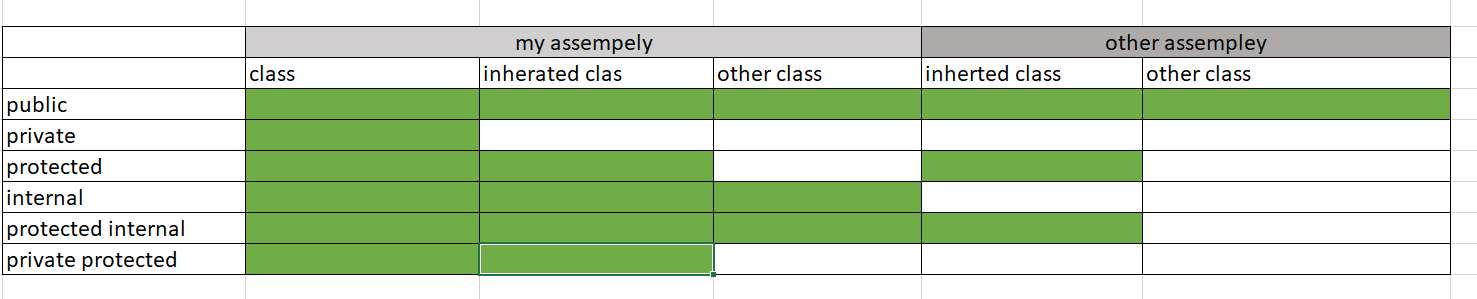 my assempely other assempley
class inherated clas other class inherted class other class
public
private
protected
internal
protected internal
private protected